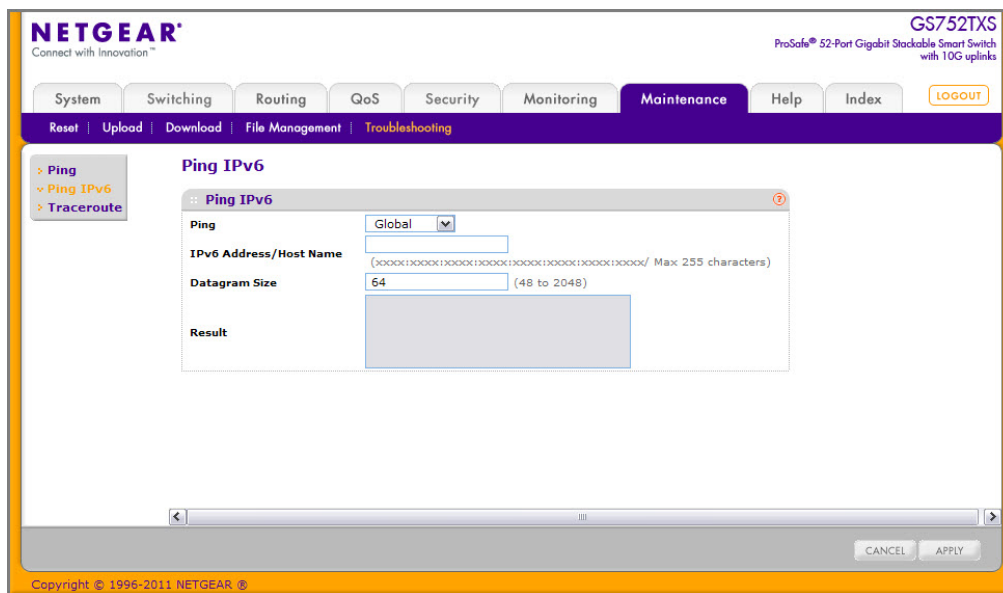 NETGEAR®
Connect with Innovation™
GS752TXS
ProSafe® 52-Port Gigabit Stackable Smart Switch
with 10G uplinks
System Switching Routing QoS Security Monitoring Maintenance Help Index LOGOUT
Reset | Upload | Download | File Management | Troubleshooting
Ping
Ping IPv6
Traceroute
Ping IPv6
Ping IPv6
Ping Global
IPv6 Address/Host Name
(xxxx:xxxx:xxxx:xxxx:xxxx:xxxx:xxxx:xxxx/ Max 255 characters)
Datagram Size 64 (48 to 2048)
Result
CANCEL APPLY
Copyright © 1996-2011 NETGEAR ®